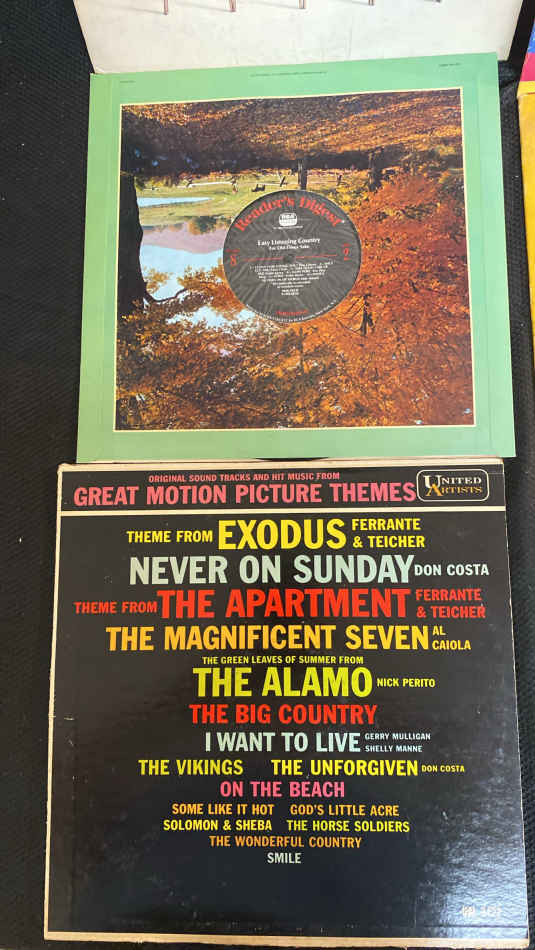 Reader's Digest
RCA
Easy Listening Country
S
2
ORIGINAL SOUND TRACKS AND HIT MUSIC FROM
GREAT MOTION PICTURE THEMES
UNITED
ARTISTS
THEME FROM EXODUS FERRANTE & TEICHER
NEVER ON SUNDAY DON COSTA
THEME FROM THE APARTMENT FERRANTE & TEICHER
THE MAGNIFICENT SEVEN AL CAIOLA
THE GREEN LEAVES OF SUMMER FROM
THE ALAMO NICK PERITO
THE BIG COUNTRY
I WANT TO LIVE GERRY MULLIGAN SHELLY MANNE
THE VIKINGS THE UNFORGIVEN DON COSTA
ON THE BEACH
SOME LIKE IT HOT GOD'S LITTLE ACRE
SOLOMON & SHEBA THE HORSE SOLDIERS
THE WONDERFUL COUNTRY
SMILE